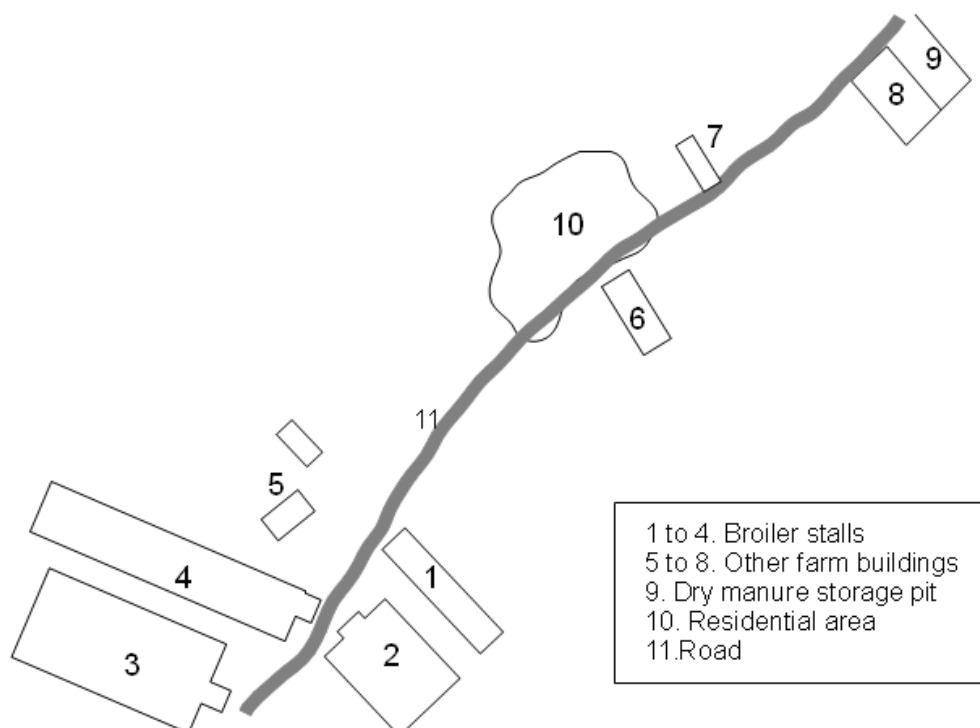 9
8
7
10
6
11
5
4
1
3
2
1 to 4. Broiler stalls
5 to 8. Other farm buildings
9. Dry manure storage pit
10. Residential area
11.Road